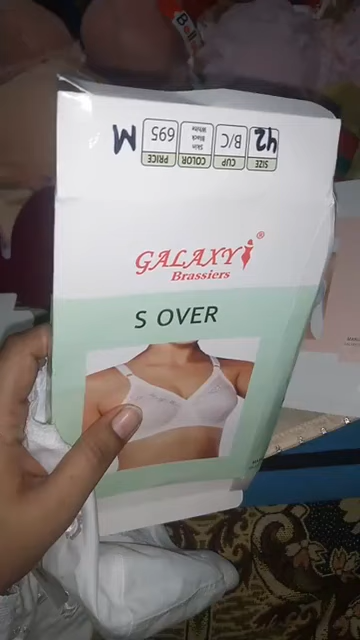 42 B/C Skin Black White 695 M
SIZE CUP COLOR PRICE
GALAXY®
Brassiers
S OVER